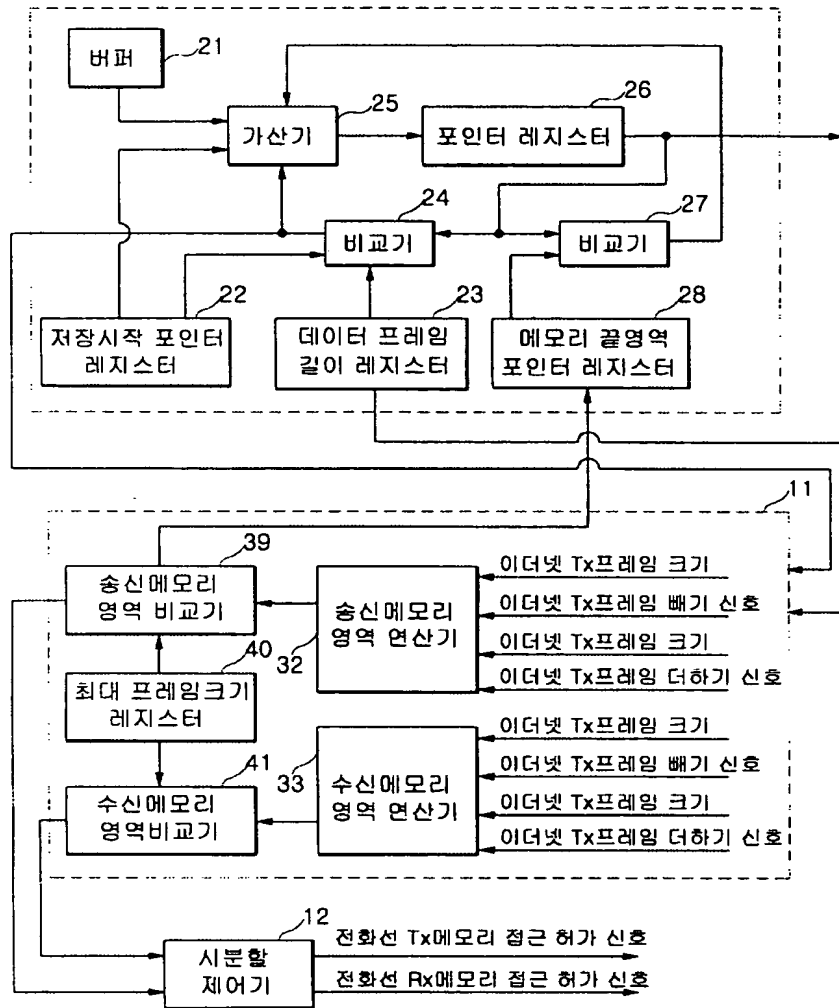 버퍼
21
25
가산기
26
포인터 레지스터
24
비교기
27
비교기
22
저장시작 포인터
레지스터
23
데이터 프레임
길이 레지스터
28
메모리 끝영역
포인터 레지스터
11
39
송신메모리
영역 비교기
송신메모리
영역 연산기
32
이더넷 Tx프레임 크기
이더넷 Tx프레임 빼기 신호
이더넷 Tx프레임 크기
이더넷 Tx프레임 더하기 신호
40
최대 프레임크기
레지스터
41
수신메모리
영역비교기
33
수신메모리
영역 연산기
이더넷 Tx프레임 크기
이더넷 Tx프레임 빼기 신호
이더넷 Tx프레임 크기
이더넷 Tx프레임 더하기 신호
12
시분할
제어기
전화선 Tx메모리 접근 허가 신호
전화선 Rx메모리 접근 허가 신호